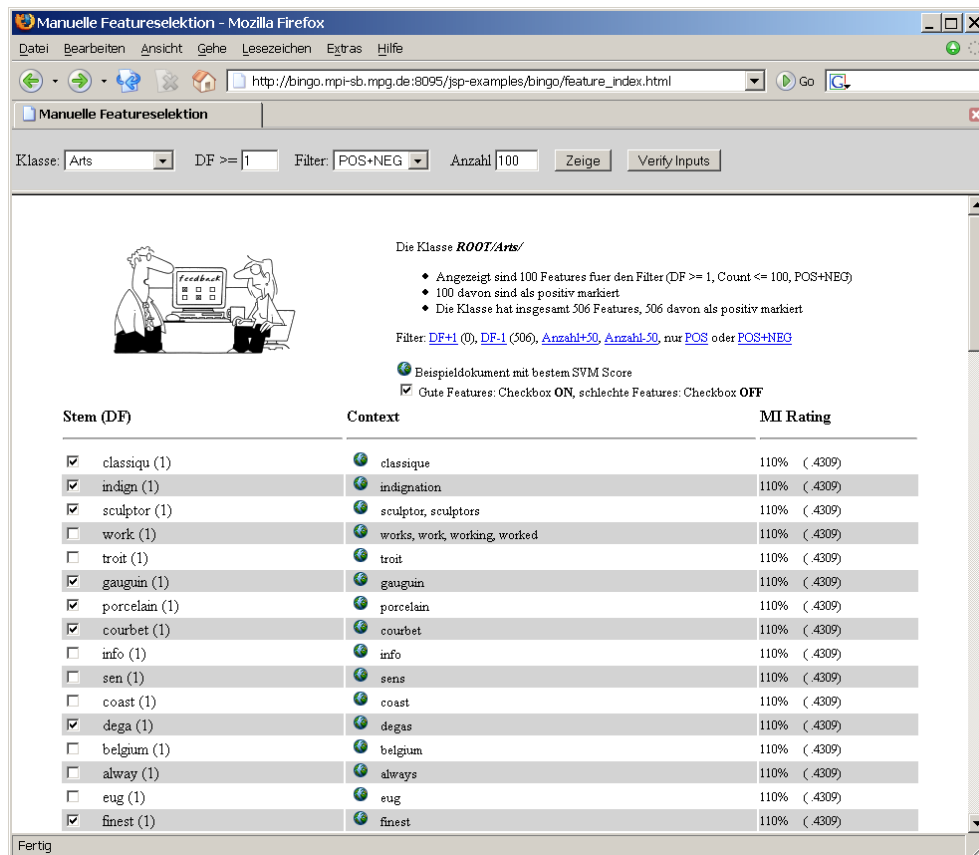 Manuelle Featureselektion - Mozilla Firefox
Datei Bearbeiten Ansicht Gehe Lesezeichen Extras Hilfe
http://bingo.mpi-sb.mpg.de:8095/jsp-examples/bingo/feature_index.html Go G
Manuelle Featureselektion
Klasse: Arts DF >= 1 Filter: POS+NEG Anzahl 100 Zeige Verify Inputs
Feedback
Die Klasse ROOT/Arts/
Angezeigt sind 100 Features fuer den Filter (DF >= 1, Count <= 100, POS+NEG)
100 davon sind als positiv markiert
Die Klasse hat insgesamt 506 Features, 506 davon als positiv markiert
Filter: DF+1 (0), DF-1 (506), Anzahl+50, Anzahl-50, nur POS oder POS+NEG
Beispieldokument mit bestem SVM Score
Gute Features: Checkbox ON, schlechte Features: Checkbox OFF
Stem (DF) Context MI Rating
classiqu (1) classique 110% ( .4309)
indign (1) indignation 110% ( .4309)
sculptor (1) sculptor, sculptors 110% ( .4309)
work (1) works, work, working, worked 110% ( .4309)
troit (1) troit 110% ( .4309)
gauguin (1) gauguin 110% ( .4309)
porcelain (1) porcelain 110% ( .4309)
courbet (1) courbet 110% ( .4309)
info (1) info 110% ( .4309)
sen (1) sens 110% ( .4309)
coast (1) coast 110% ( .4309)
dega (1) degas 110% ( .4309)
belgium (1) belgium 110% ( .4309)
alway (1) always 110% ( .4309)
eug (1) eug 110% ( .4309)
finest (1) finest 110% ( .4309)
Fertig